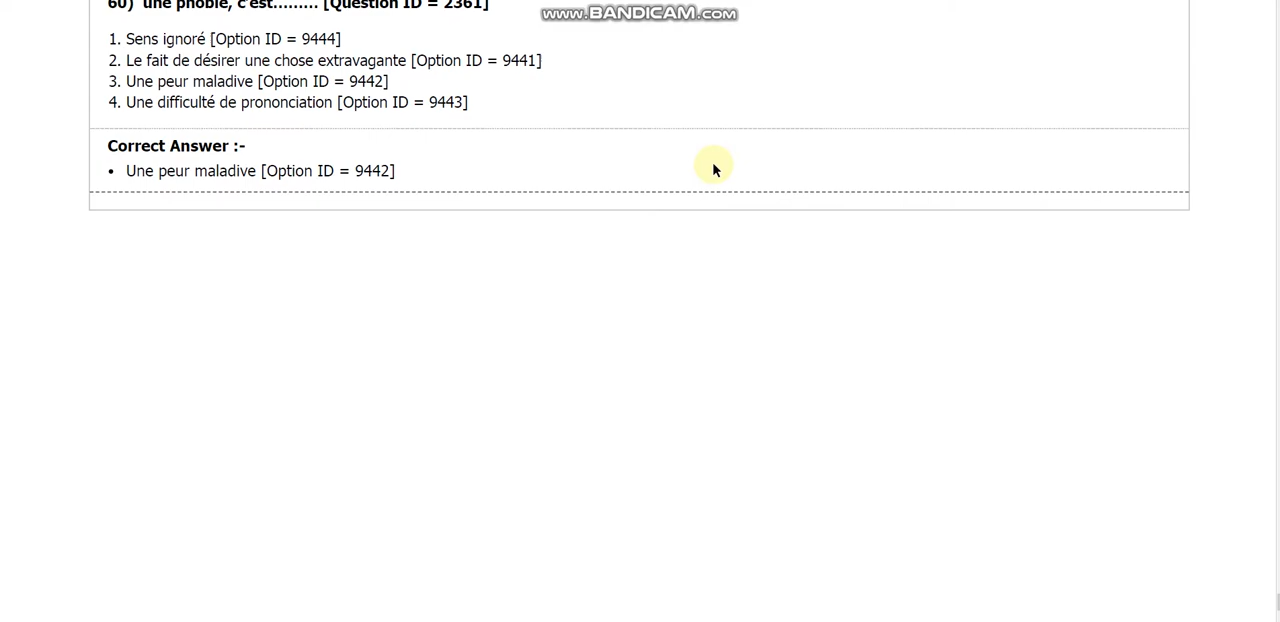 www.BANDICAM.com
60) une phobie, c'est......... [Question ID = 2361]
1. Sens ignoré [Option ID = 9444]
2. Le fait de désirer une chose extravagante [Option ID = 9441]
3. Une peur maladive [Option ID = 9442]
4. Une difficulté de prononciation [Option ID = 9443]
Correct Answer :-
• Une peur maladive [Option ID = 9442]